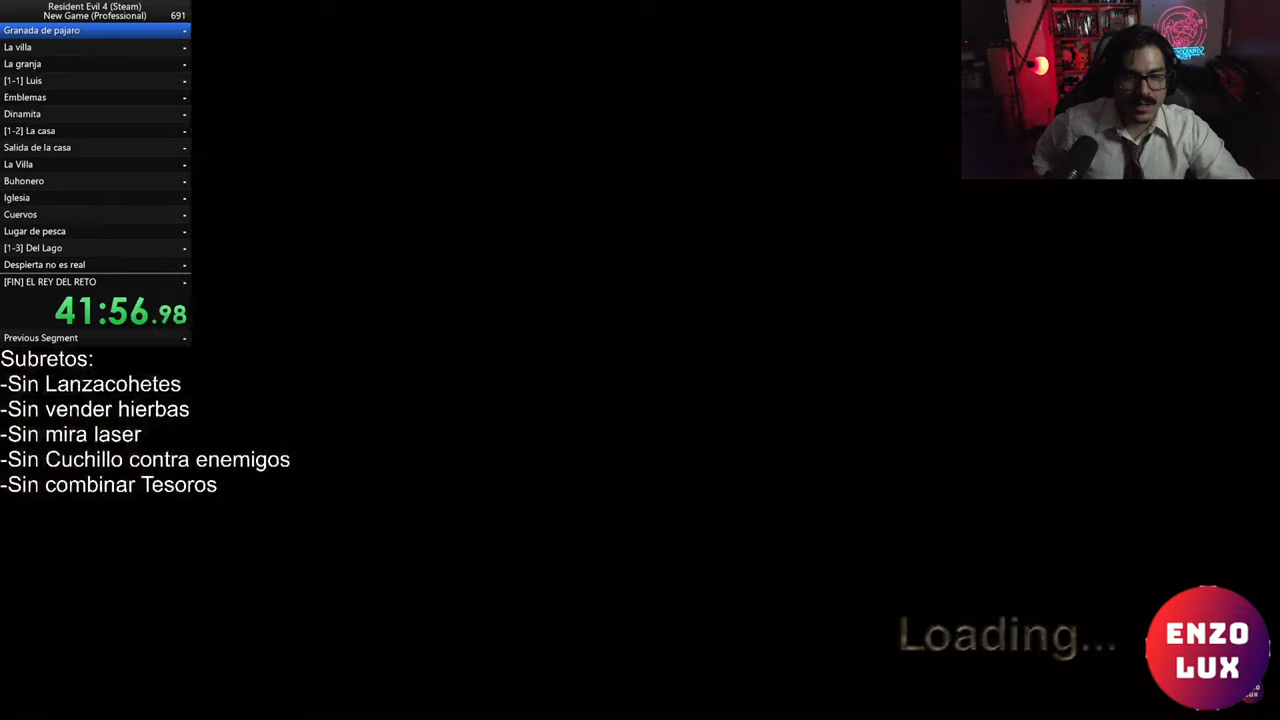 Resident Evil 4 (Steam)
New Game (Professional) 691
Granada de pajaro -
La villa -
La granja -
[1-1] Luis -
Emblemas -
Dinamita -
[1-2] La casa -
Salida de la casa -
La Villa -
Buhonero -
Iglesia -
Cuervos -
Lugar de pesca -
[1-3] Del Lago -
Despierta no es real -
[FIN] EL REY DEL RETO -
41:56.98
Previous Segment -
Subretos:
-Sin Lanzacohetes
-Sin vender hierbas
-Sin mira laser
-Sin Cuchillo contra enemigos
-Sin combinar Tesoros
Loading...
ENZO
LUX